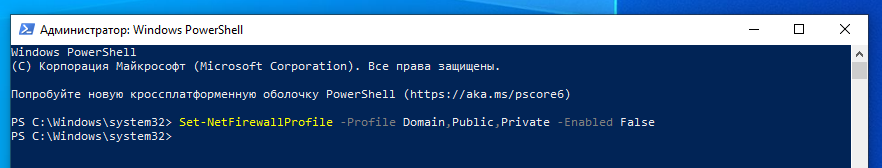 Администратор: Windows PowerShell
Windows PowerShell
(C) Корпорация Майкрософт (Microsoft Corporation). Все права защищены.
Попробуйте новую кроссплатформенную оболочку PowerShell (https://aka.ms/pscore6)
PS C:\Windows\system32> Set-NetFirewallProfile -Profile Domain,Public,Private -Enabled False
PS C:\Windows\system32>